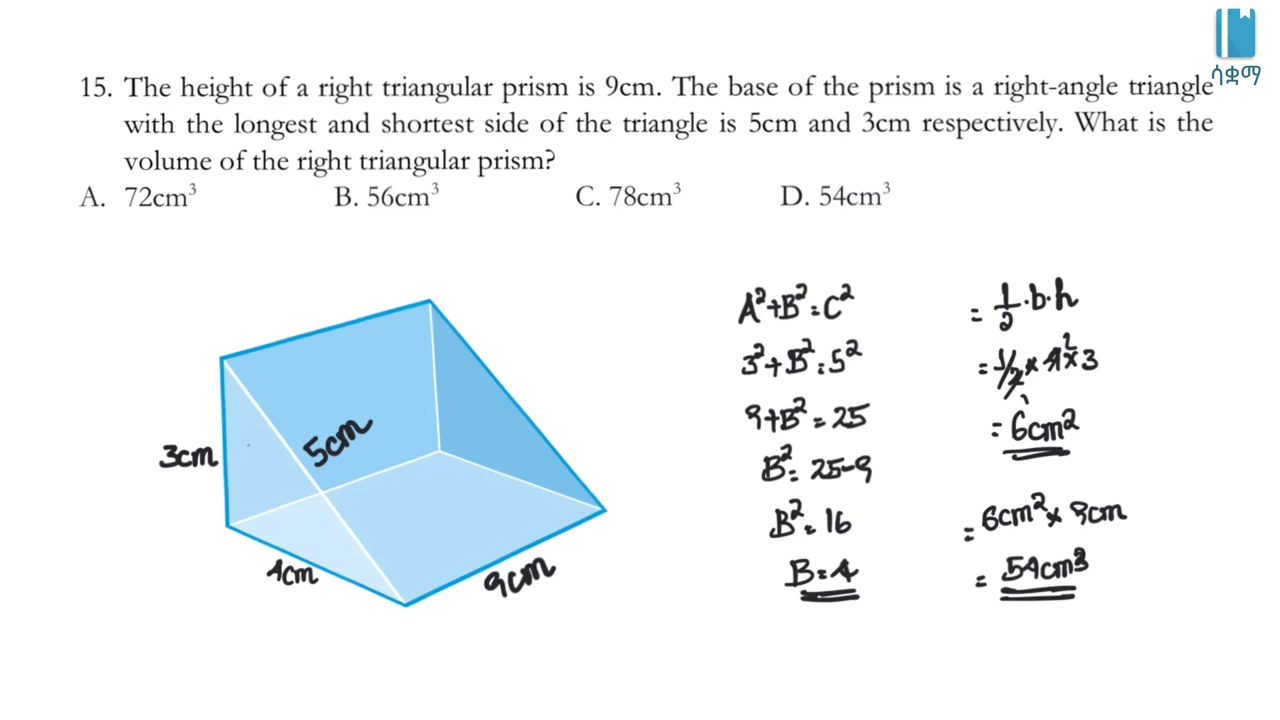 ሳቋማ
15. The height of a right triangular prism is 9cm. The base of the prism is a right-angle triangle
with the longest and shortest side of the triangle is 5cm and 3cm respectively. What is the
volume of the right triangular prism?
A. 72cm³ B. 56cm³ C. 78cm³ D. 54cm³
3cm
5cm
4cm
9cm
A²+B²=C²
3²+B²=5²
9+B²=25
B²=25-9
B²=16
B=4
=1/2·b·h
=1/2×4²×3
1
=6cm²
=6cm²×9cm
=54cm³